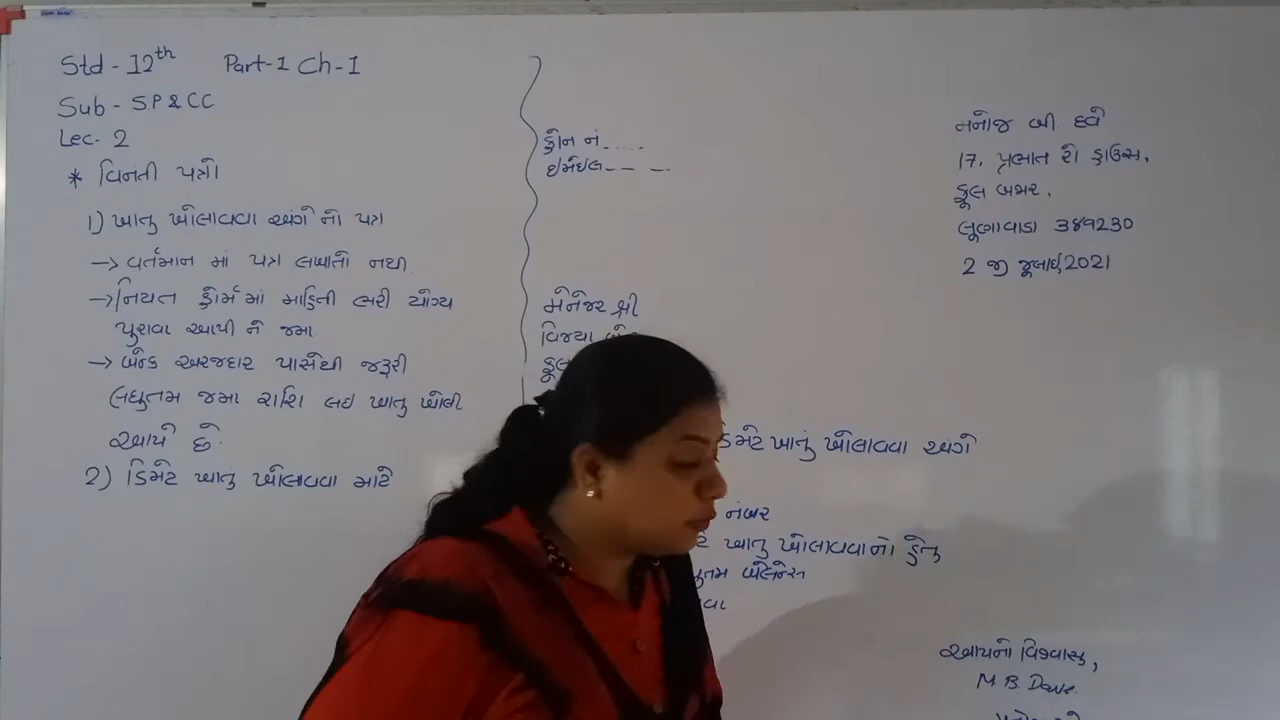 Std - 12th Part-1 Ch-1
Sub - SP & CC
Lec. 2
* વિનંતી પત્રો
1) ખાતુ ખોલાવવા અંગે નો પત્ર
→ વર્તમાન માં પત્ર લખાતો નથી
→ નિયત ફોર્મ માં માહિતી ભરી યોગ્ય
પુરાવા આપી ને જમા.
→ બેન્ક અરજદાર પાસેથી જરૂરી
લઘુતમ જમા રાશિ લઇ ખાતુ ખોલી
આપે છે.
2) ડિમેટ ખાતુ ખોલાવવા માટે
ફોન નં.....
ઇમેઇલ-- -.
મનોજ બી દવે
17, પ્રભાત રો હાઉસ,
ફૂલ બજાર,
લૂણાવાડા 389230
2 જી જૂલાઇ 2021
મેનેજર શ્રી
વિજયા
ફૂલ
ડિમેટ ખાતું ખોલાવવા અંગે
નંબર
ખાતુ ખોલાવવાનો હેતુ
બેલેન્સ
આપનો વિશ્વાસુ,
M. B. Dave.